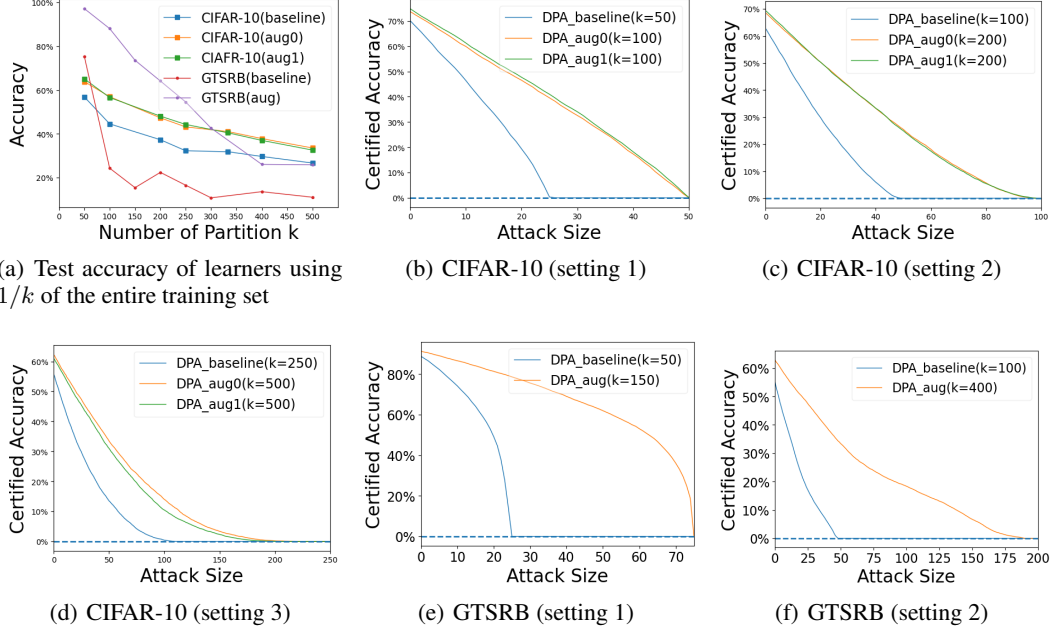 100%
80%
60%
40%
20%
0 50 100 150 200 250 300 350 400 450 500
Accuracy
Number of Partition k
CIFAR-10(baseline)
CIFAR-10(aug0)
CIAFR-10(aug1)
GTSRB(baseline)
GTSRB(aug)
70%
60%
50%
40%
30%
20%
10%
0%
0 10 20 30 40 50
Certified Accuracy
Attack Size
DPA_baseline(k=50)
DPA_aug0(k=100)
DPA_aug1(k=100)
70%
60%
50%
40%
30%
20%
10%
0%
0 20 40 60 80 100
Certified Accuracy
Attack Size
DPA_baseline(k=100)
DPA_aug0(k=200)
DPA_aug1(k=200)
(a) Test accuracy of learners using
1/k of the entire training set
(b) CIFAR-10 (setting 1)
(c) CIFAR-10 (setting 2)
60%
50%
40%
30%
20%
10%
0%
0 50 100 150 200 250
Certified Accuracy
Attack Size
DPA_baseline(k=250)
DPA_aug0(k=500)
DPA_aug1(k=500)
80%
60%
40%
20%
0%
0 10 20 30 40 50 60 70
Certified Accuracy
Attack Size
DPA_baseline(k=50)
DPA_aug(k=150)
60%
50%
40%
30%
20%
10%
0%
0 25 50 75 100 125 150 175 200
Certified Accuracy
Attack Size
DPA_baseline(k=100)
DPA_aug(k=400)
(d) CIFAR-10 (setting 3)
(e) GTSRB (setting 1)
(f) GTSRB (setting 2)